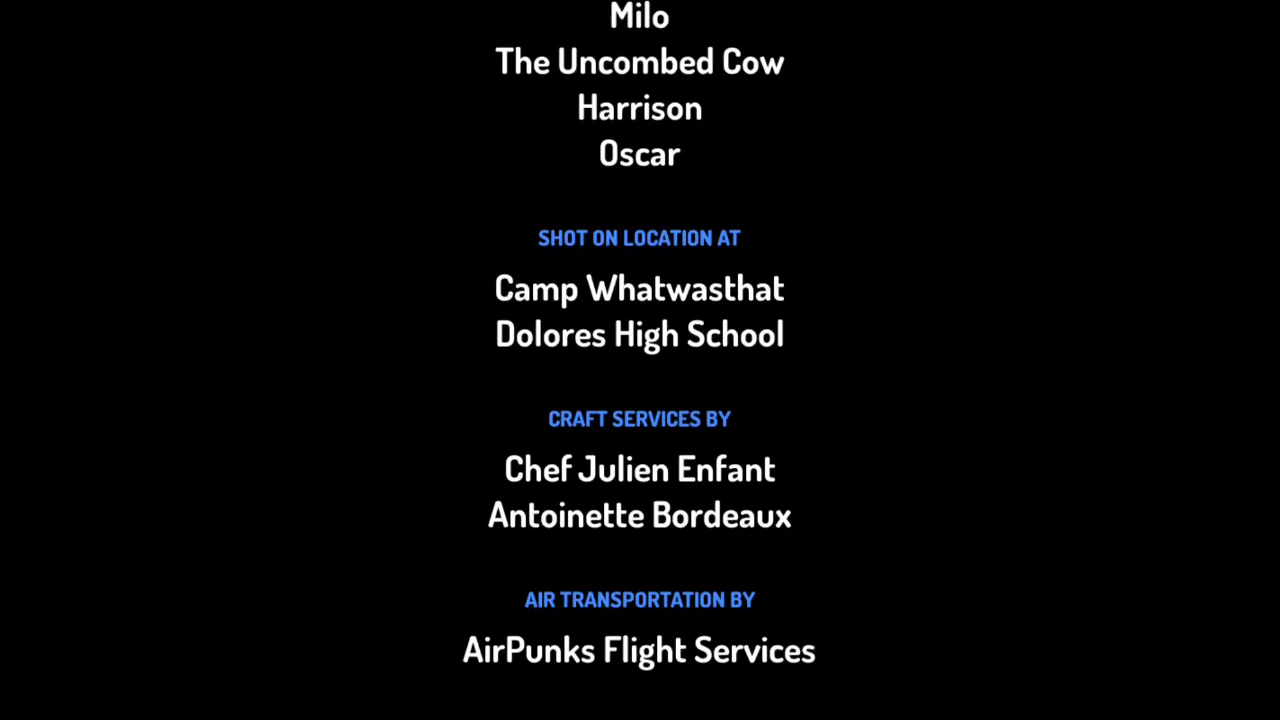 Milo
The Uncombed Cow
Harrison
Oscar
SHOT ON LOCATION AT
Camp Whatwasthat
Dolores High School
CRAFT SERVICES BY
Chef Julien Enfant
Antoinette Bordeaux
AIR TRANSPORTATION BY
AirPunks Flight Services